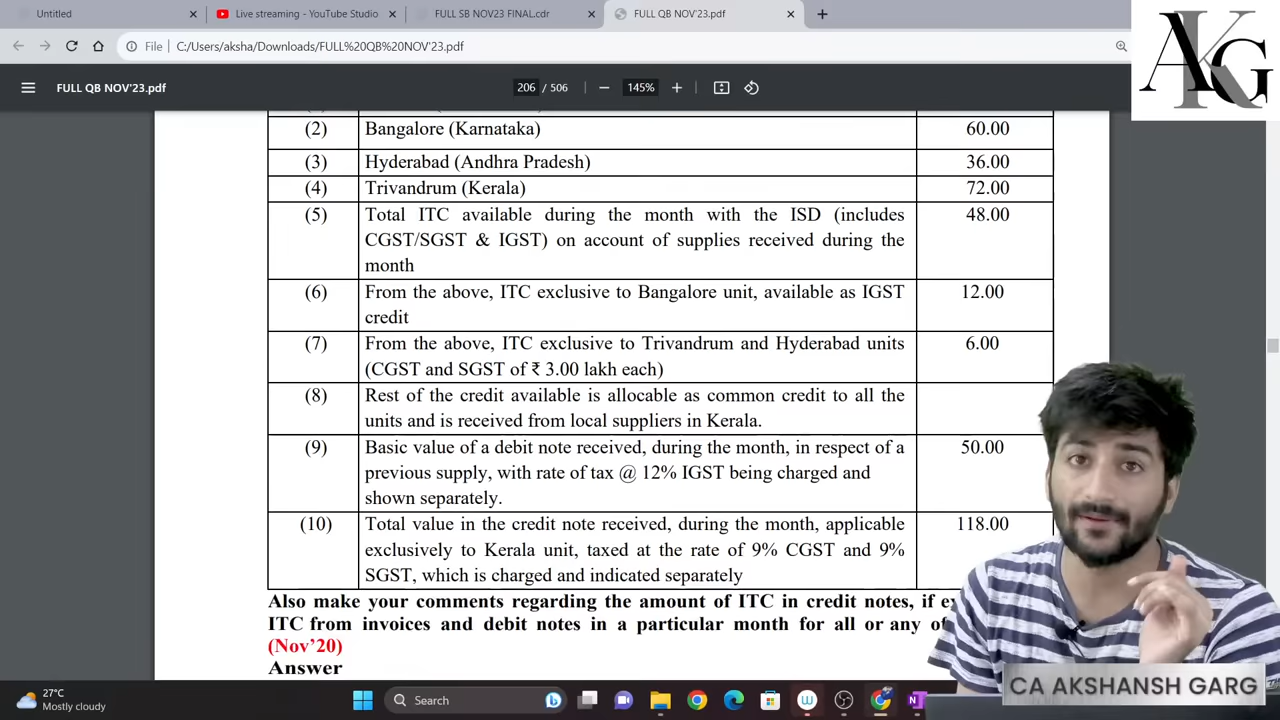 Untitled
Live streaming - YouTube Studio
FULL SB NOV23 FINAL.cdr
FULL QB NOV'23.pdf
File
C:/Users/aksha/Downloads/FULL%20QB%20NOV'23.pdf
AKG
FULL QB NOV'23.pdf
206 / 506
145%
(2) Bangalore (Karnataka) 60.00
(3) Hyderabad (Andhra Pradesh) 36.00
(4) Trivandrum (Kerala) 72.00
(5) Total ITC available during the month with the ISD (includes 48.00
CGST/SGST & IGST) on account of supplies received during the
month
(6) From the above, ITC exclusive to Bangalore unit, available as IGST 12.00
credit
(7) From the above, ITC exclusive to Trivandrum and Hyderabad units 6.00
(CGST and SGST of ₹ 3.00 lakh each)
(8) Rest of the credit available is allocable as common credit to all the
units and is received from local suppliers in Kerala.
(9) Basic value of a debit note received, during the month, in respect of a 50.00
previous supply, with rate of tax @ 12% IGST being charged and
shown separately.
(10) Total value in the credit note received, during the month, applicable 118.00
exclusively to Kerala unit, taxed at the rate of 9% CGST and 9%
SGST, which is charged and indicated separately
Also make your comments regarding the amount of ITC in credit notes, if
ITC from invoices and debit notes in a particular month for all or any of
(Nov'20)
Answer
CA AKSHANSH GARG
27°C
Mostly cloudy
Search